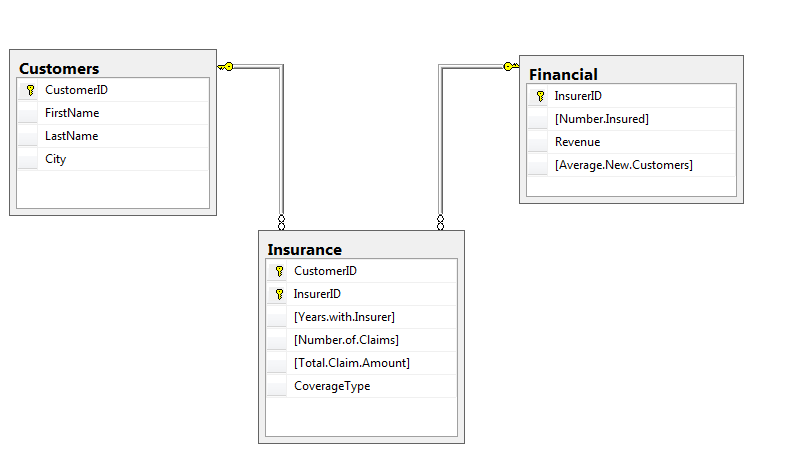 Customers
CustomerID
FirstName
LastName
City
Financial
InsurerID
[Number.Insured]
Revenue
[Average.New.Customers]
Insurance
CustomerID
InsurerID
[Years.with.Insurer]
[Number.of.Claims]
[Total.Claim.Amount]
CoverageType